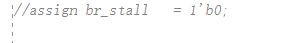 //assign br_stall   = 1'b0;